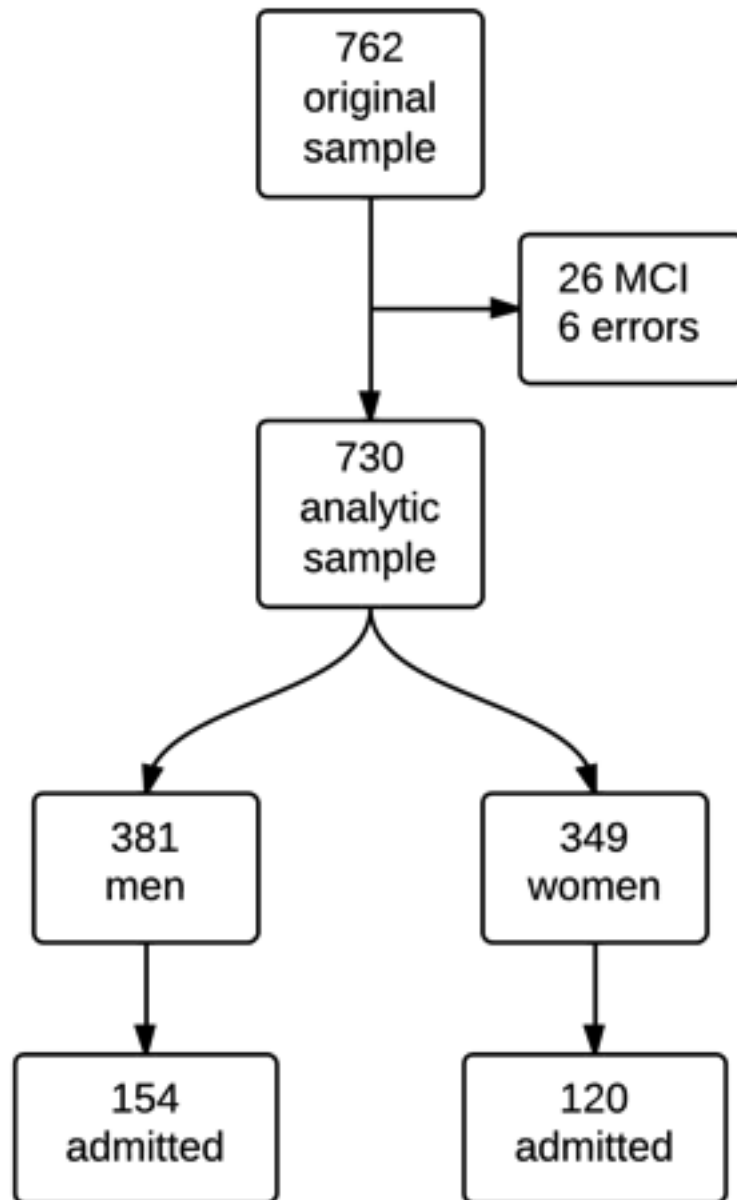 762
original
sample
26 MCI
6 errors
730
analytic
sample
381
men
349
women
154
admitted
120
admitted